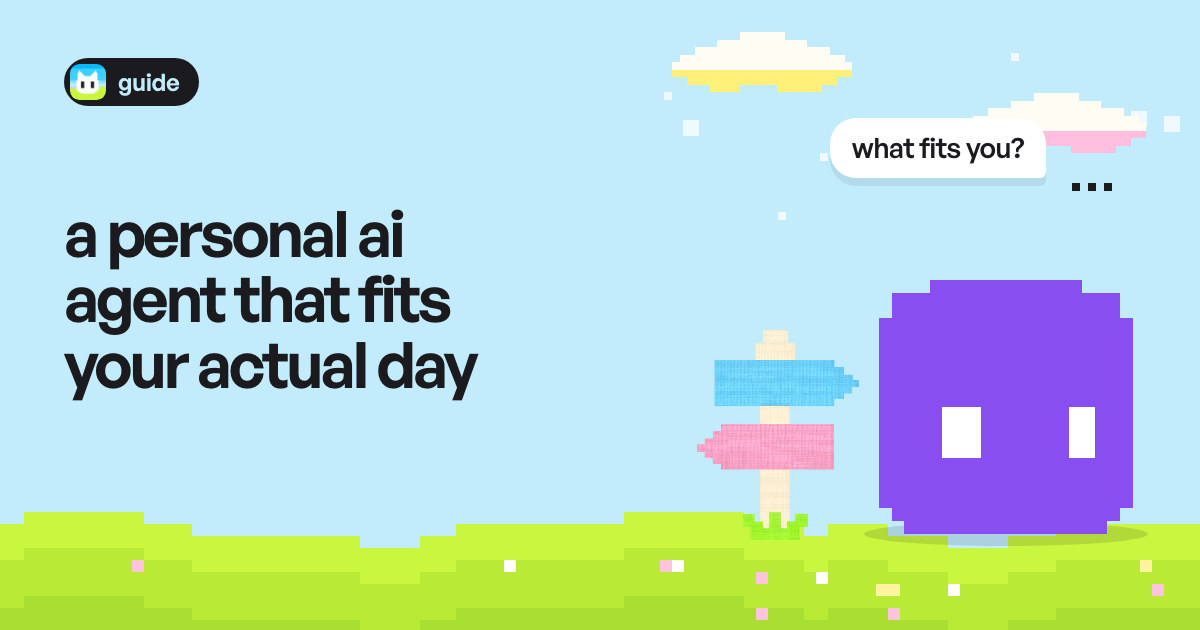 guide
what fits you?
a personal ai
agent that fits
your actual day